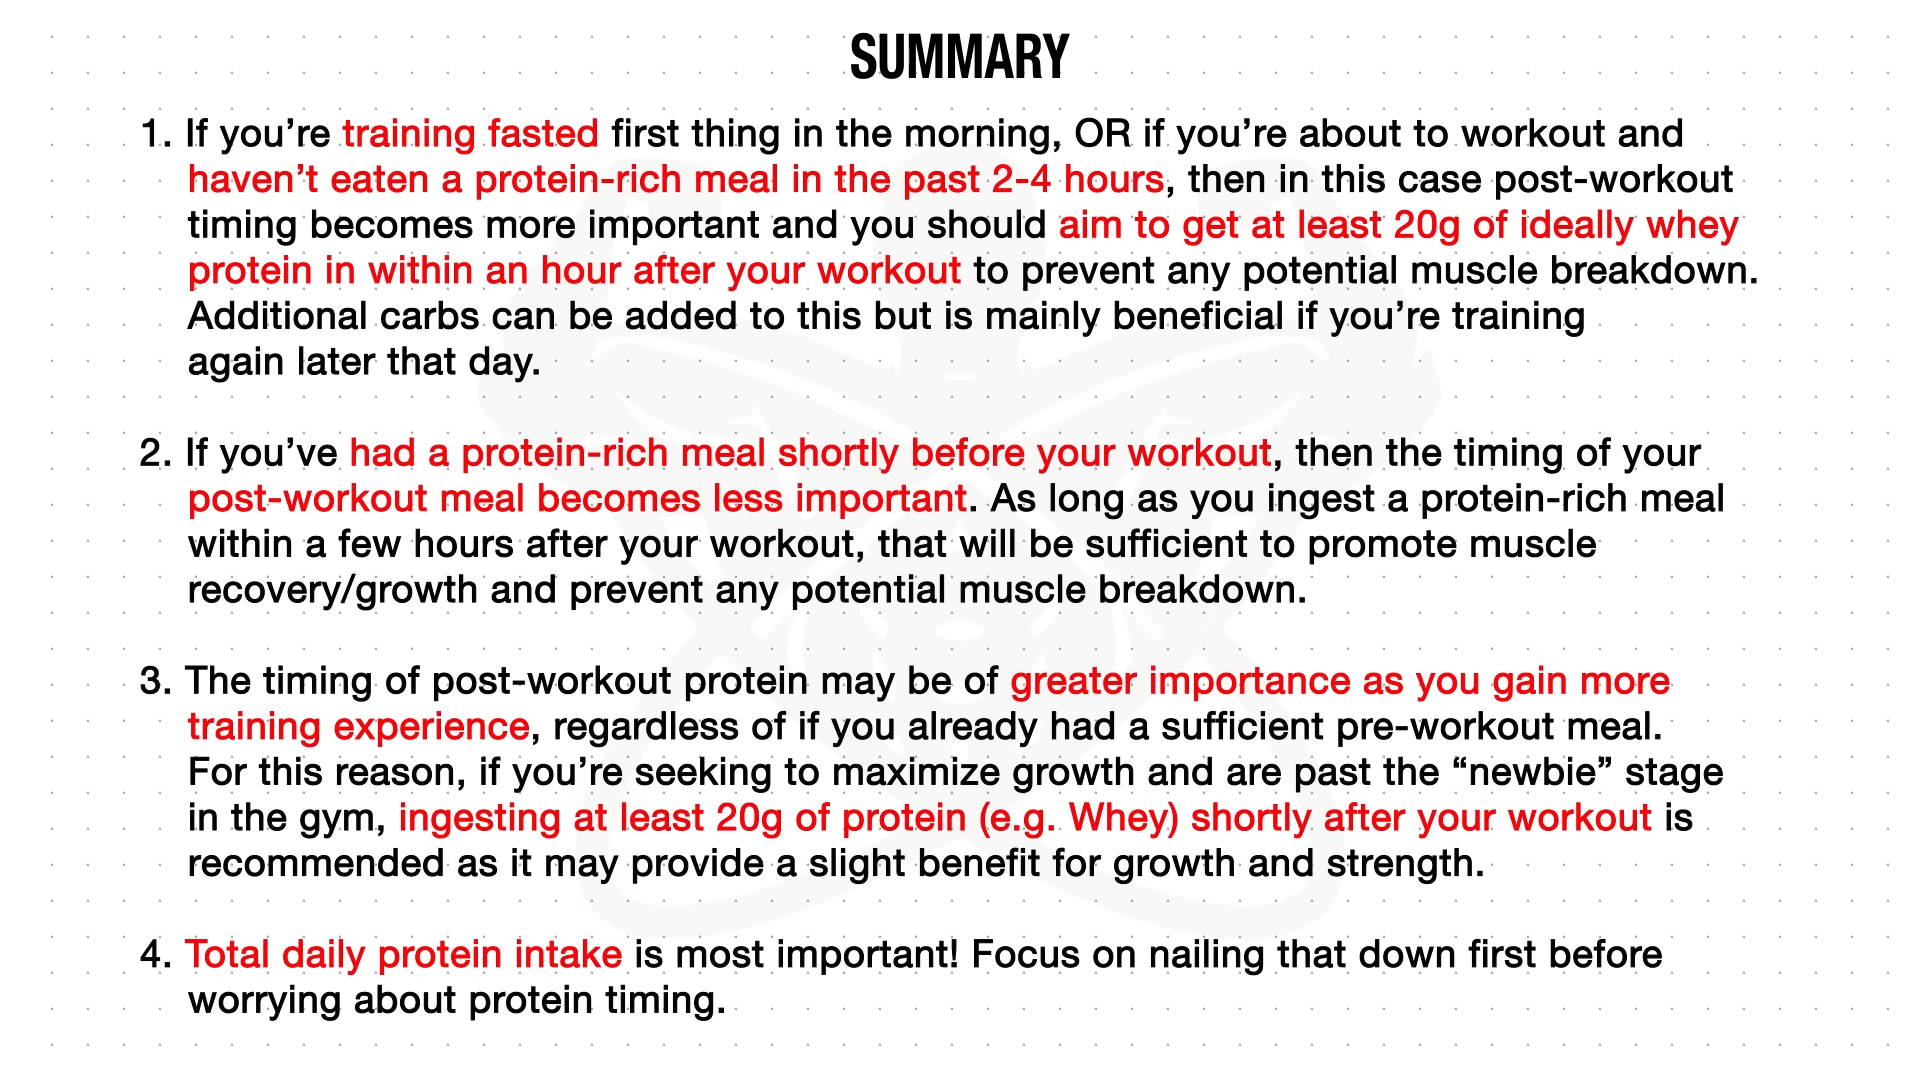 SUMMARY
1. If you’re training fasted first thing in the morning, OR if you’re about to workout and
haven’t eaten a protein-rich meal in the past 2-4 hours, then in this case post-workout
timing becomes more important and you should aim to get at least 20g of ideally whey
protein in within an hour after your workout to prevent any potential muscle breakdown.
Additional carbs can be added to this but is mainly beneficial if you’re training
again later that day.
2. If you’ve had a protein-rich meal shortly before your workout, then the timing of your
post-workout meal becomes less important. As long as you ingest a protein-rich meal
within a few hours after your workout, that will be sufficient to promote muscle
recovery/growth and prevent any potential muscle breakdown.
3. The timing of post-workout protein may be of greater importance as you gain more
training experience, regardless of if you already had a sufficient pre-workout meal.
For this reason, if you’re seeking to maximize growth and are past the “newbie” stage
in the gym, ingesting at least 20g of protein (e.g. Whey) shortly after your workout is
recommended as it may provide a slight benefit for growth and strength.
4. Total daily protein intake is most important! Focus on nailing that down first before
worrying about protein timing.